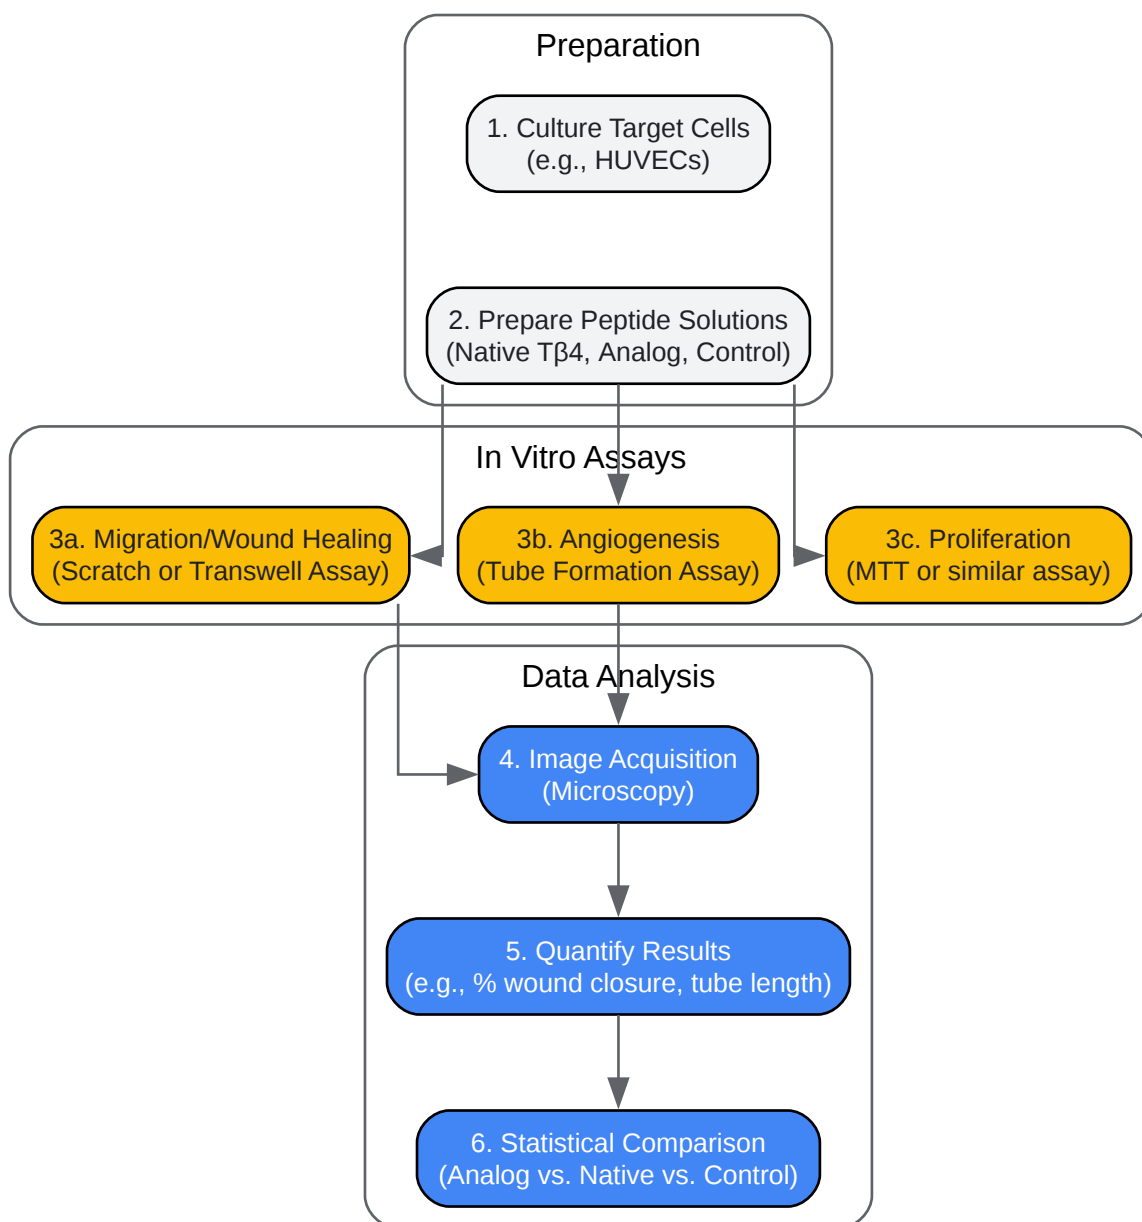 Preparation
1. Culture Target Cells
(e.g., HUVECs)
2. Prepare Peptide Solutions
(Native Tβ4, Analog, Control)
In Vitro Assays
3a. Migration/Wound Healing
(Scratch or Transwell Assay)
3b. Angiogenesis
(Tube Formation Assay)
3c. Proliferation
(MTT or similar assay)
Data Analysis
4. Image Acquisition
(Microscopy)
5. Quantify Results
(e.g., % wound closure, tube length)
6. Statistical Comparison
(Analog vs. Native vs. Control)